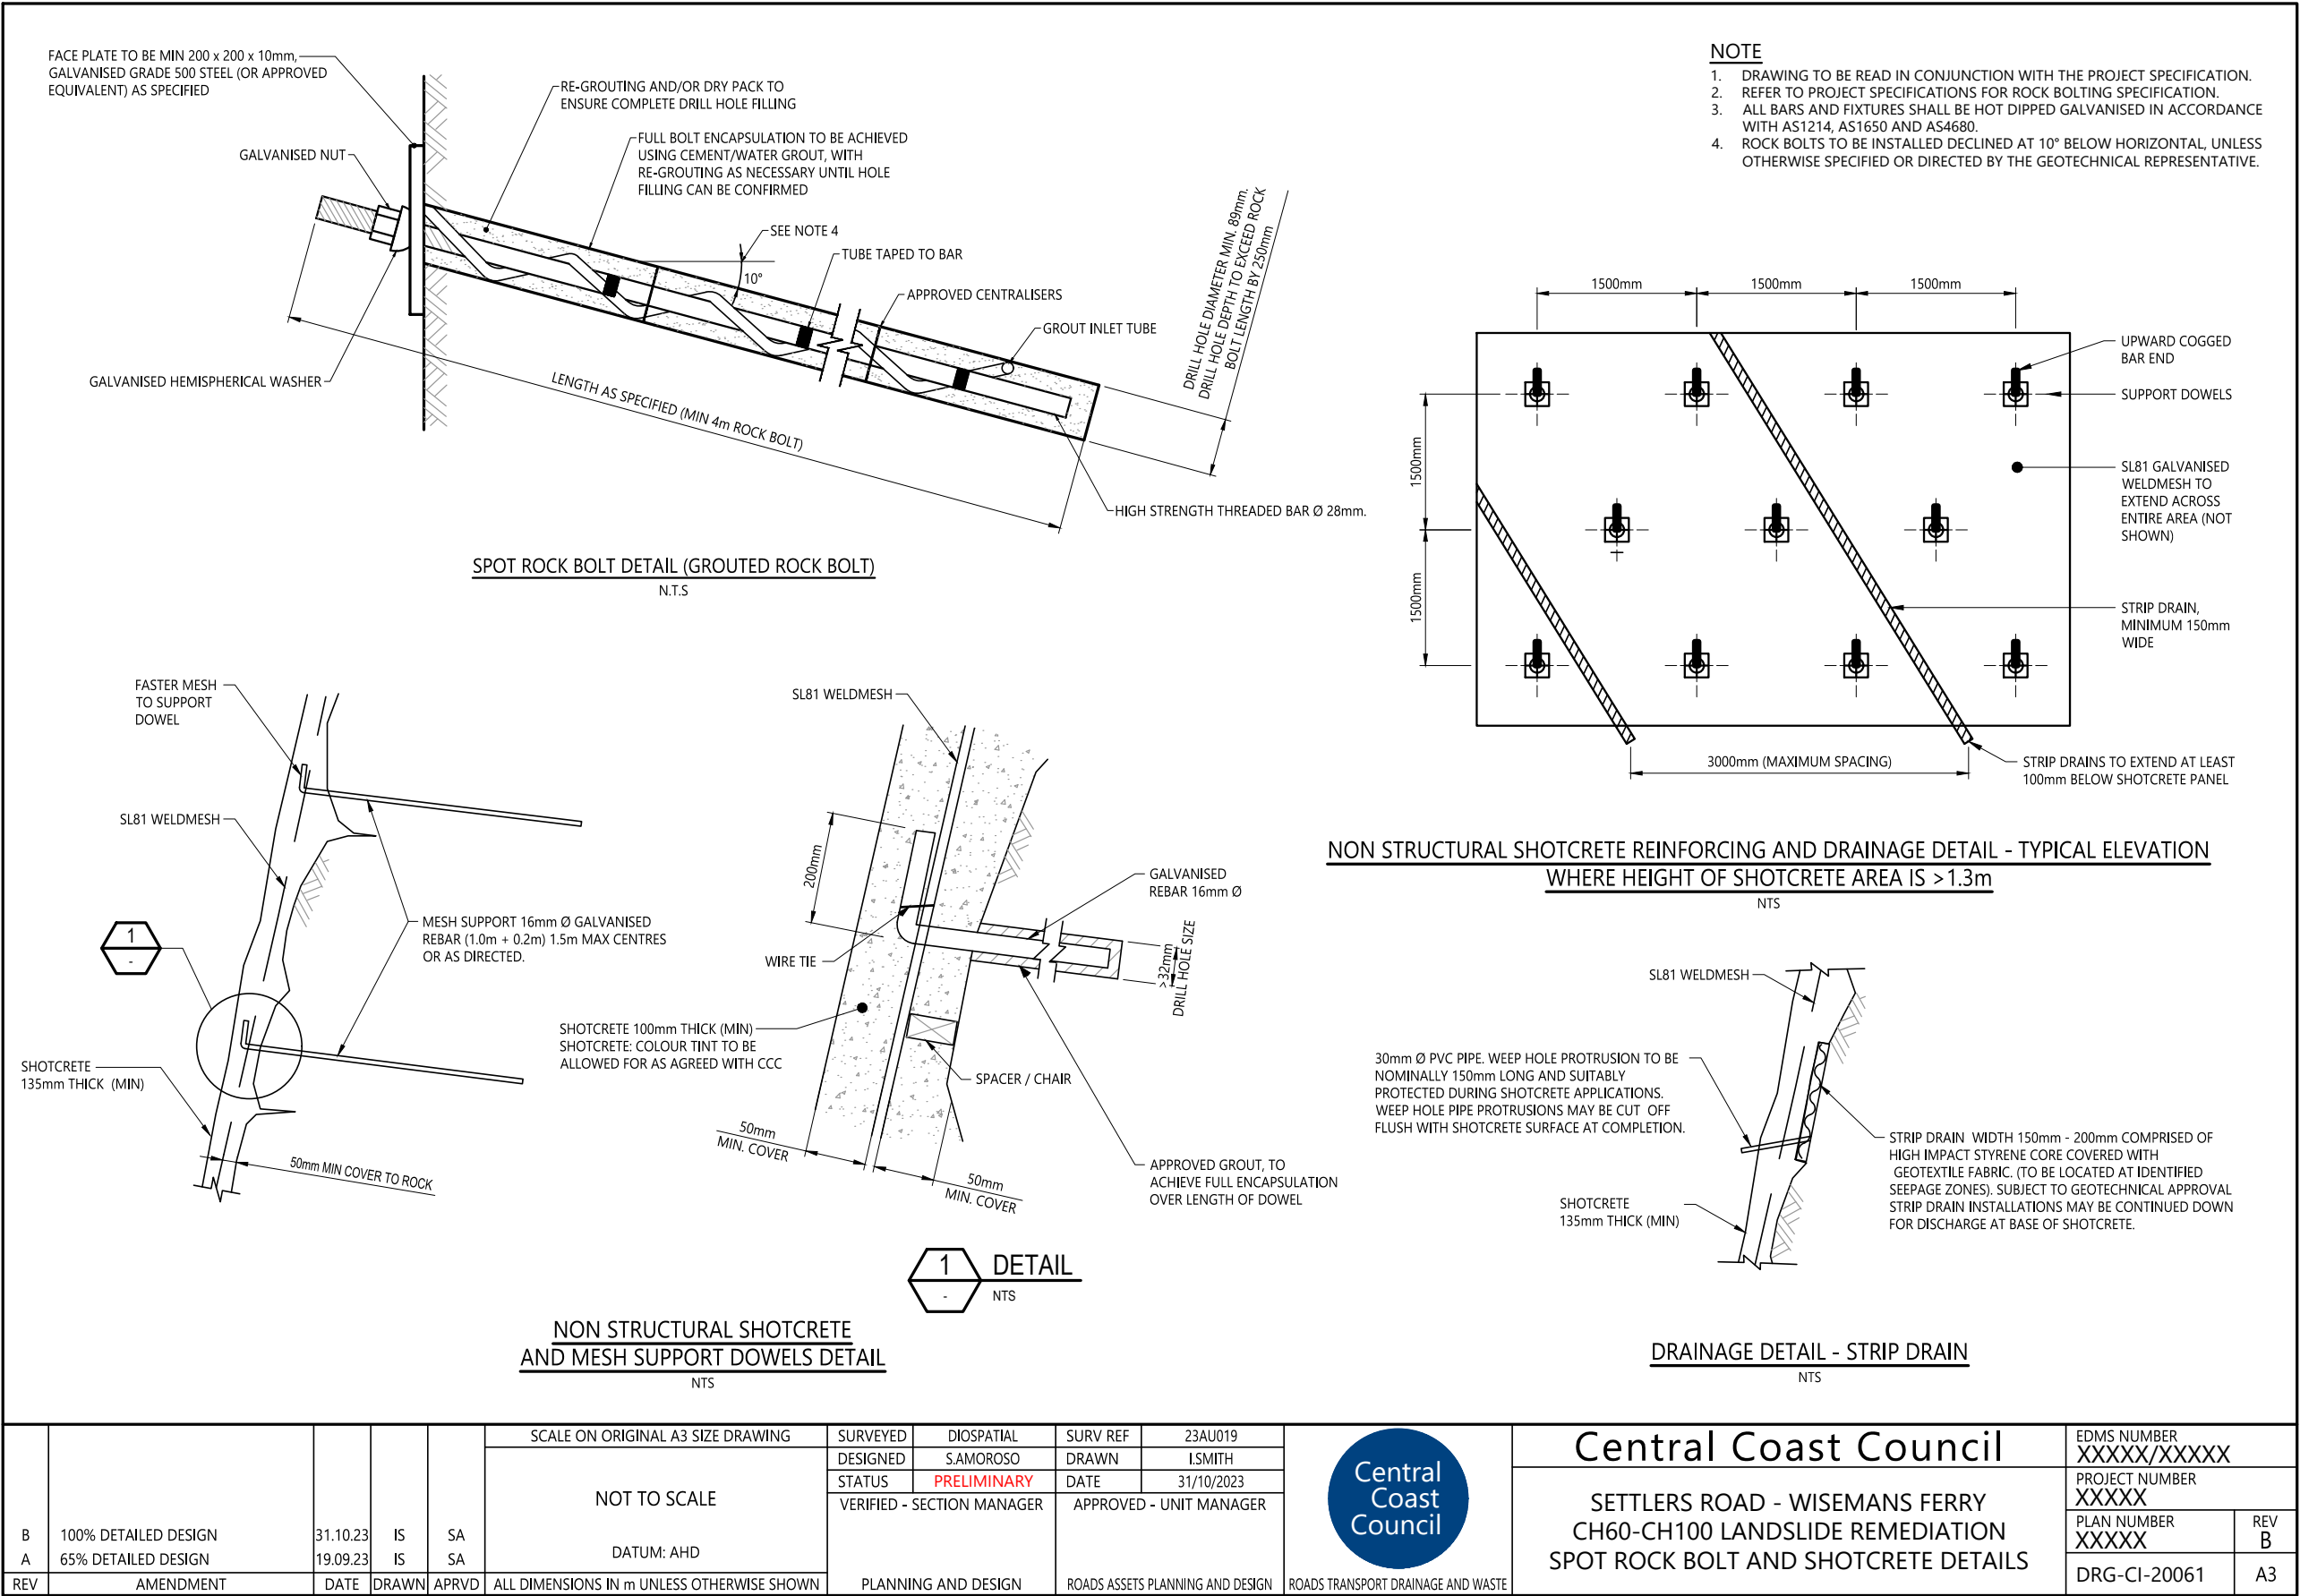 FACE PLATE TO BE MIN 200 x 200 x 10mm,
GALVANISED GRADE 500 STEEL (OR APPROVED
EQUIVALENT) AS SPECIFIED
GALVANISED NUT
GALVANISED HEMISPHERICAL WASHER
RE-GROUTING AND/OR DRY PACK TO
ENSURE COMPLETE DRILL HOLE FILLING
FULL BOLT ENCAPSULATION TO BE ACHIEVED
USING CEMENT/WATER GROUT, WITH
RE-GROUTING AS NECESSARY UNTIL HOLE
FILLING CAN BE CONFIRMED
SEE NOTE 4
10°
TUBE TAPED TO BAR
APPROVED CENTRALISERS
GROUT INLET TUBE
DRILL HOLE DIAMETER MIN. 89mm.
DRILL HOLE DEPTH TO EXCEED ROCK
BOLT LENGTH BY 250mm
LENGTH AS SPECIFIED (MIN 4m ROCK BOLT)
HIGH STRENGTH THREADED BAR Ø 28mm.
SPOT ROCK BOLT DETAIL (GROUTED ROCK BOLT)
N.T.S
NOTE
1. DRAWING TO BE READ IN CONJUNCTION WITH THE PROJECT SPECIFICATION.
2. REFER TO PROJECT SPECIFICATIONS FOR ROCK BOLTING SPECIFICATION.
3. ALL BARS AND FIXTURES SHALL BE HOT DIPPED GALVANISED IN ACCORDANCE
WITH AS1214, AS1650 AND AS4680.
4. ROCK BOLTS TO BE INSTALLED DECLINED AT 10° BELOW HORIZONTAL, UNLESS
OTHERWISE SPECIFIED OR DIRECTED BY THE GEOTECHNICAL REPRESENTATIVE.
1500mm
1500mm
1500mm
1500mm
1500mm
UPWARD COGGED
BAR END
SUPPORT DOWELS
SL81 GALVANISED
WELDMESH TO
EXTEND ACROSS
ENTIRE AREA (NOT
SHOWN)
STRIP DRAIN,
MINIMUM 150mm
WIDE
3000mm (MAXIMUM SPACING)
STRIP DRAINS TO EXTEND AT LEAST
100mm BELOW SHOTCRETE PANEL
NON STRUCTURAL SHOTCRETE REINFORCING AND DRAINAGE DETAIL - TYPICAL ELEVATION
WHERE HEIGHT OF SHOTCRETE AREA IS >1.3m
NTS
FASTER MESH
TO SUPPORT
DOWEL
SL81 WELDMESH
1
-
MESH SUPPORT 16mm Ø GALVANISED
REBAR (1.0m + 0.2m) 1.5m MAX CENTRES
OR AS DIRECTED.
SHOTCRETE
135mm THICK (MIN)
50mm MIN COVER TO ROCK
NON STRUCTURAL SHOTCRETE
AND MESH SUPPORT DOWELS DETAIL
NTS
SL81 WELDMESH
200mm
WIRE TIE
GALVANISED
REBAR 16mm Ø
>32mm
DRILL HOLE SIZE
SHOTCRETE 100mm THICK (MIN)
SHOTCRETE: COLOUR TINT TO BE
ALLOWED FOR AS AGREED WITH CCC
SPACER / CHAIR
50mm
MIN. COVER
50mm
MIN. COVER
APPROVED GROUT, TO
ACHIEVE FULL ENCAPSULATION
OVER LENGTH OF DOWEL
1
-
DETAIL
NTS
SL81 WELDMESH
30mm Ø PVC PIPE. WEEP HOLE PROTRUSION TO BE
NOMINALLY 150mm LONG AND SUITABLY
PROTECTED DURING SHOTCRETE APPLICATIONS.
WEEP HOLE PIPE PROTRUSIONS MAY BE CUT OFF
FLUSH WITH SHOTCRETE SURFACE AT COMPLETION.
STRIP DRAIN WIDTH 150mm - 200mm COMPRISED OF
HIGH IMPACT STYRENE CORE COVERED WITH
GEOTEXTILE FABRIC. (TO BE LOCATED AT IDENTIFIED
SEEPAGE ZONES). SUBJECT TO GEOTECHNICAL APPROVAL
STRIP DRAIN INSTALLATIONS MAY BE CONTINUED DOWN
FOR DISCHARGE AT BASE OF SHOTCRETE.
SHOTCRETE
135mm THICK (MIN)
DRAINAGE DETAIL - STRIP DRAIN
NTS
B 100% DETAILED DESIGN 31.10.23 IS SA
A 65% DETAILED DESIGN 19.09.23 IS SA
REV AMENDMENT DATE DRAWN APRVD
SCALE ON ORIGINAL A3 SIZE DRAWING
NOT TO SCALE
DATUM: AHD
ALL DIMENSIONS IN m UNLESS OTHERWISE SHOWN
SURVEYED DIOSPATIAL SURV REF 23AU019
DESIGNED S.AMOROSO DRAWN I.SMITH
STATUS PRELIMINARY DATE 31/10/2023
VERIFIED - SECTION MANAGER APPROVED - UNIT MANAGER
PLANNING AND DESIGN ROADS ASSETS PLANNING AND DESIGN
Central
Coast
Council
ROADS TRANSPORT DRAINAGE AND WASTE
Central Coast Council
SETTLERS ROAD - WISEMANS FERRY
CH60-CH100 LANDSLIDE REMEDIATION
SPOT ROCK BOLT AND SHOTCRETE DETAILS
EDMS NUMBER
XXXXX/XXXXX
PROJECT NUMBER
XXXXX
PLAN NUMBER
XXXXX
REV
B
DRG-CI-20061 A3